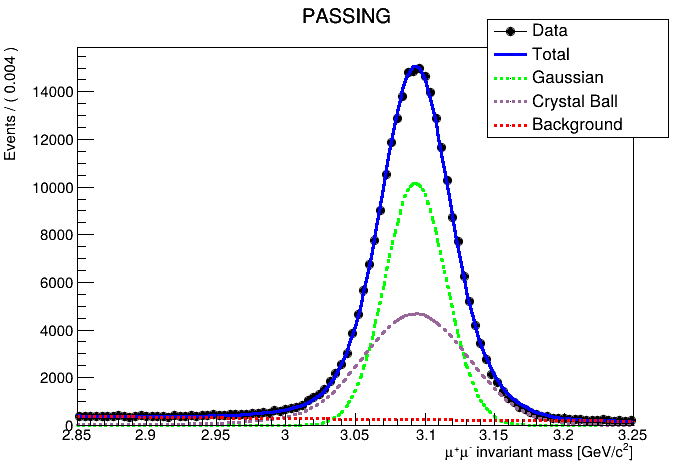 PASSING
Data
Total
Gaussian
Crystal Ball
Background
Events / ( 0.004 )
14000
12000
10000
8000
6000
4000
2000
0
2.85 2.9 2.95 3 3.05 3.1 3.15 3.2 3.25
μ⁺μ⁻ invariant mass [GeV/c²]